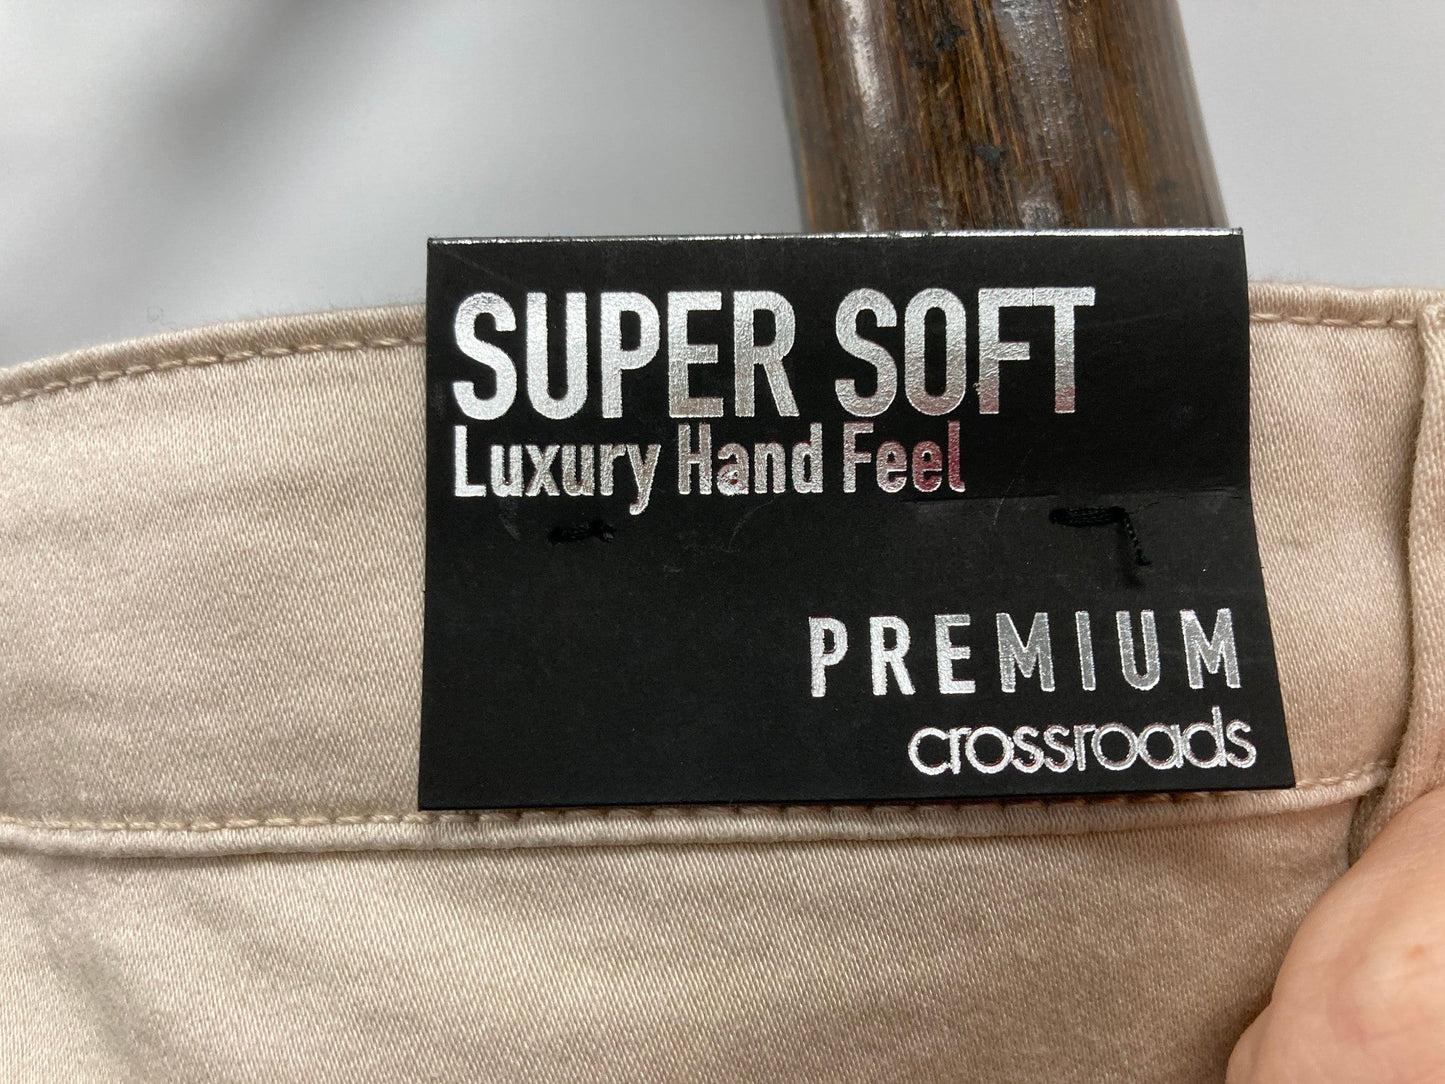 SUPER SOFT
Luxury Hand Feel
PREMIUM
crossroads